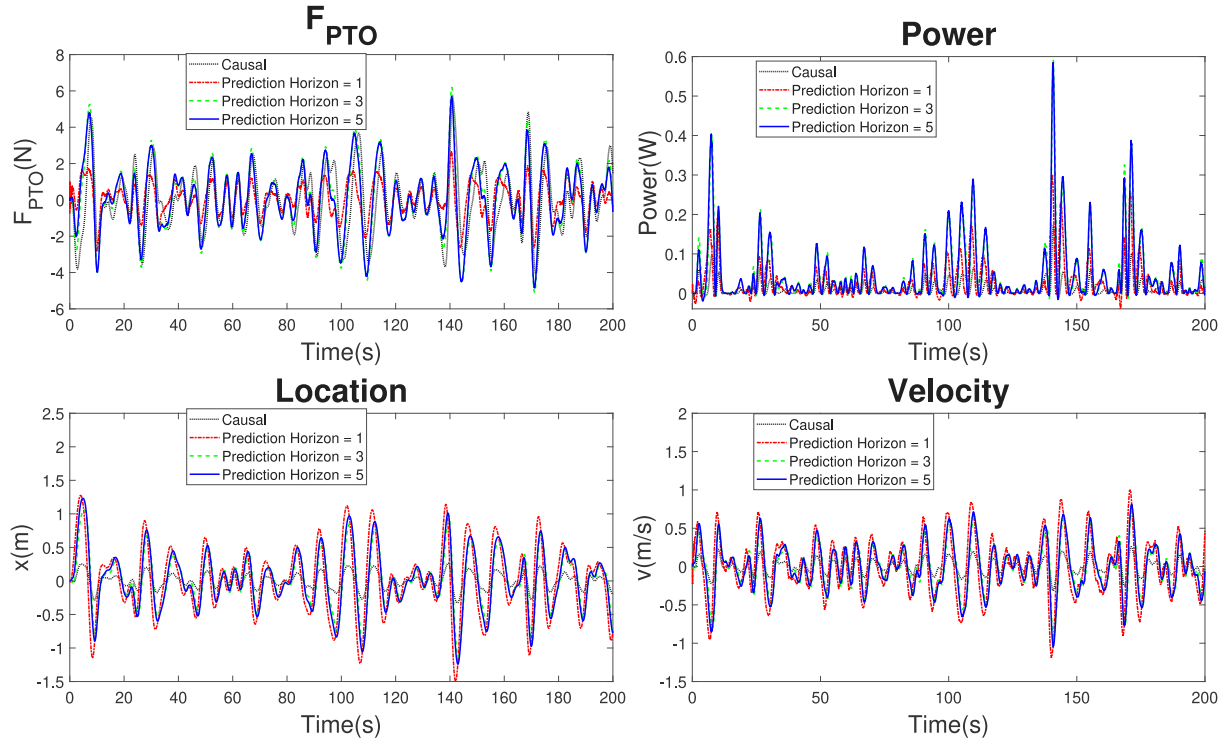 F_PTO
Causal
Prediction Horizon = 1
Prediction Horizon = 3
Prediction Horizon = 5
8
6
4
2
0
-2
-4
-6
F_PTO(N)
0 20 40 60 80 100 120 140 160 180 200
Time(s)
Power
Causal
Prediction Horizon = 1
Prediction Horizon = 3
Prediction Horizon = 5
0.6
0.5
0.4
0.3
0.2
0.1
0
Power(W)
0 50 100 150 200
Time(s)
Location
Causal
Prediction Horizon = 1
Prediction Horizon = 3
Prediction Horizon = 5
2.5
2
1.5
1
0.5
0
-0.5
-1
-1.5
x(m)
0 20 40 60 80 100 120 140 160 180 200
Time(s)
Velocity
Causal
Prediction Horizon = 1
Prediction Horizon = 3
Prediction Horizon = 5
2
1.5
1
0.5
0
-0.5
-1
-1.5
v(m/s)
0 50 100 150 200
Time(s)